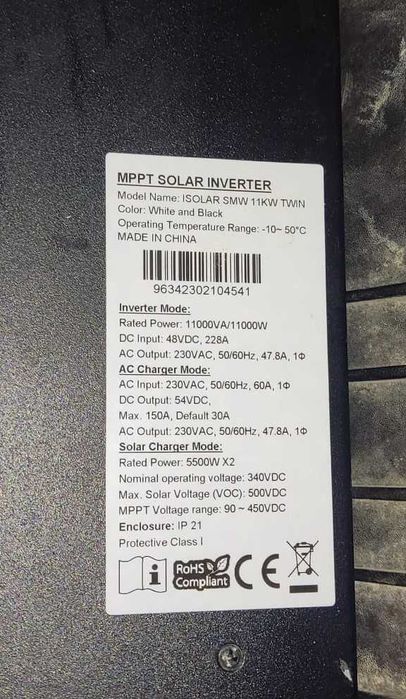 MPPT SOLAR INVERTER
Model Name: ISOLAR SMW 11KW TWIN
Color: White and Black
Operating Temperature Range: -10~ 50°C
MADE IN CHINA
96342302104541
Inverter Mode:
Rated Power: 11000VA/11000W
DC Input: 48VDC, 228A
AC Output: 230VAC, 50/60HZ, 47.8A, 1Φ
AC Charger Mode:
AC Input: 230VAC, 50/60HZ, 60A, 1Φ
DC Output: 54VDC,
Max. 150A, Default 30A
AC Output: 230VAC, 50/60HZ, 47.8A, 1Φ
Solar Charger Mode:
Rated Power: 5500W X2
Nominal operating voltage: 340VDC
Max. Solar Voltage (VOC): 500VDC
MPPT Voltage range: 90 ~ 450VDC
Enclosure: IP 21
Protective Class I
i
RoHS
Compliant
CE